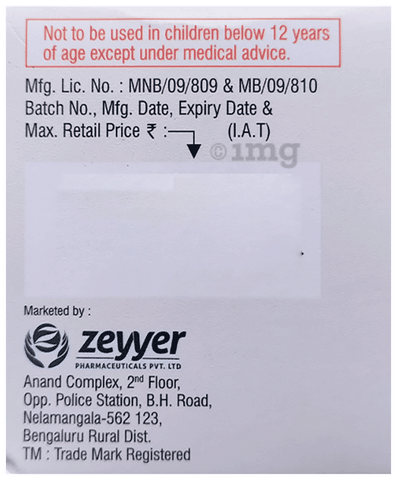 Not to be used in children below 12 years
of age except under medical advice.
Mfg. Lic. No. : MNB/09/809 & MB/09/810
Batch No., Mfg. Date, Expiry Date &
Max. Retail Price ₹ : (I.A.T)
©img
Marketed by :
zeyyer
PHARMACEUTICALS PVT. LTD
Anand Complex, 2nd Floor,
Opp. Police Station, B.H. Road,
Nelamangala-562 123,
Bengaluru Rural Dist.
TM : Trade Mark Registered